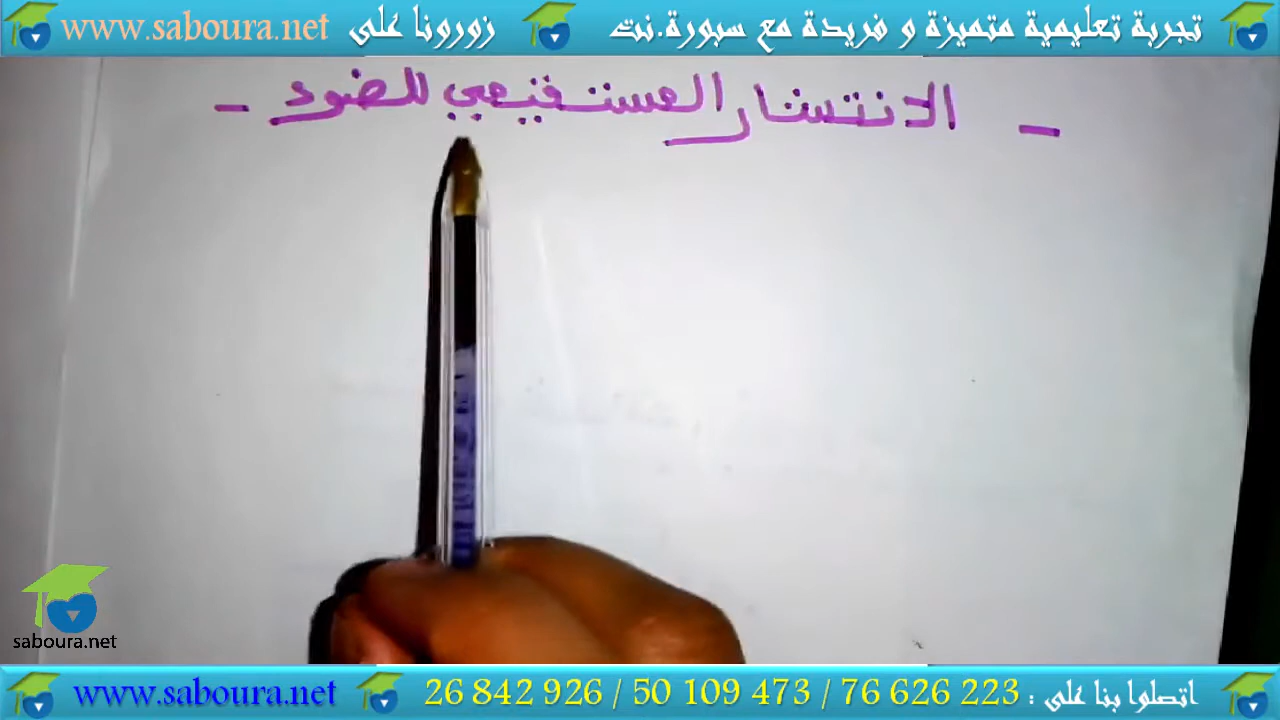 تجربة تعليمية متميزة و فريدة مع سبورة.نت زورونا على www.saboura.net
- الانتشار المستقيمي للضوء -
saboura.net
اتصلوا بنا على : 26 842 926 / 50 109 473 / 76 626 223 www.saboura.net